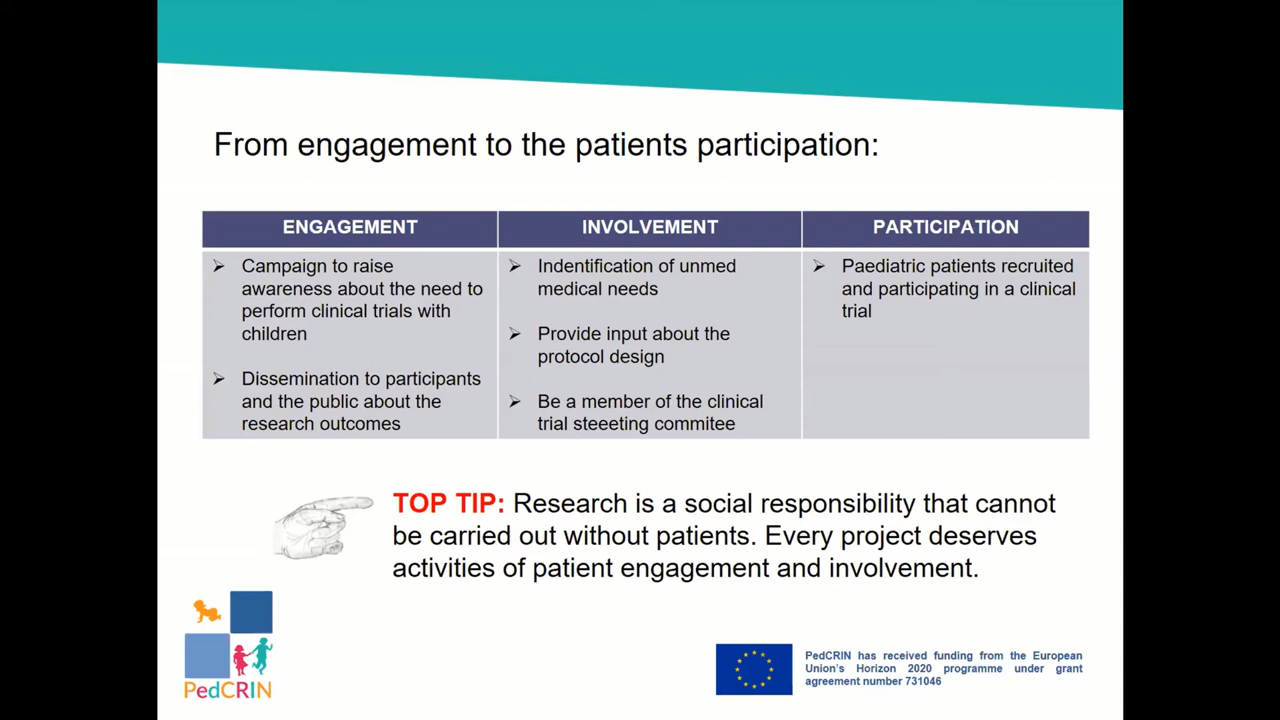 From engagement to the patients participation:
ENGAGEMENT
Campaign to raise
awareness about the need to
perform clinical trials with
children
Dissemination to participants
and the public about the
research outcomes
INVOLVEMENT
Indentification of unmed
medical needs
Provide input about the
protocol design
Be a member of the clinical
trial steeeting commitee
PARTICIPATION
Paediatric patients recruited
and participating in a clinical
trial
TOP TIP: Research is a social responsibility that cannot
be carried out without patients. Every project deserves
activities of patient engagement and involvement.
PedCRIN
PedCRIN has received funding from the European
Union's Horizon 2020 programme under grant
agreement number 731046